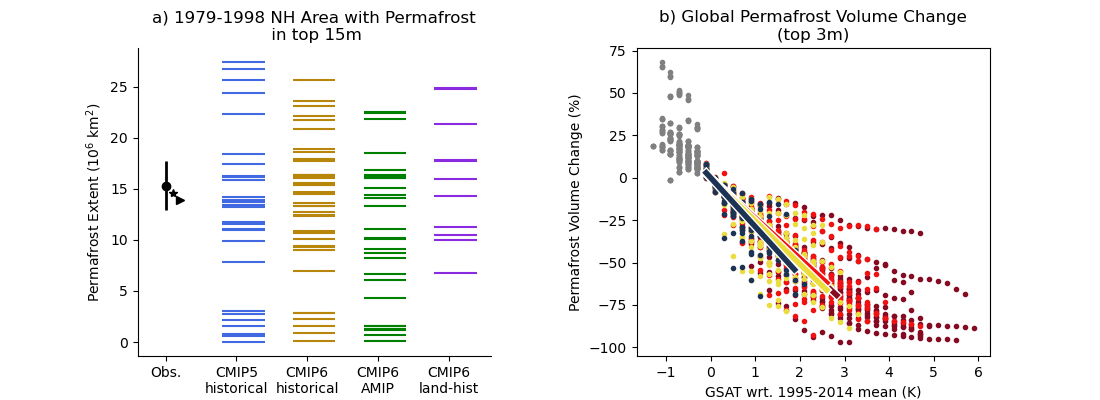 a) 1979-1998 NH Area with Permafrost
in top 15m
Permafrost Extent (10⁶ km²)
25
20
15
10
5
0
Obs.
CMIP5
historical
CMIP6
historical
CMIP6
AMIP
CMIP6
land-hist
b) Global Permafrost Volume Change
(top 3m)
Permafrost Volume Change (%)
75
50
25
0
−25
−50
−75
−100
−1
0
1
2
3
4
5
6
GSAT wrt. 1995-2014 mean (K)